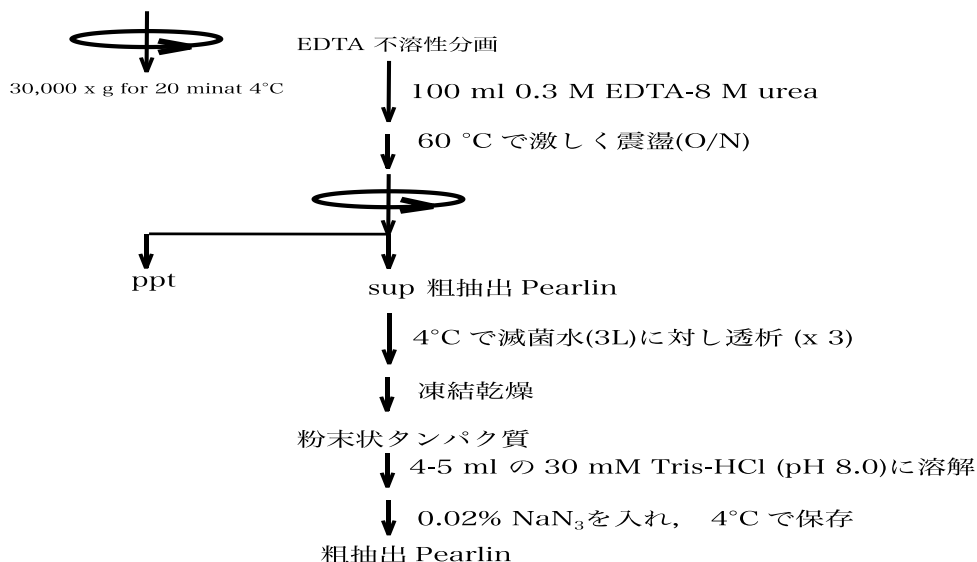 EDTA 不溶性分画
30,000 x g for 20 minat 4°C
100 ml 0.3 M EDTA-8 M urea
60 °C で激しく震盪(O/N)
ppt
sup 粗抽出 Pearlin
4°C で滅菌水(3L)に対し透析 (x 3)
凍結乾燥
粉末状タンパク質
4-5 ml の 30 mM Tris-HCl (pH 8.0)に溶解
0.02% NaN₃を入れ, 4°C で保存
粗抽出 Pearlin